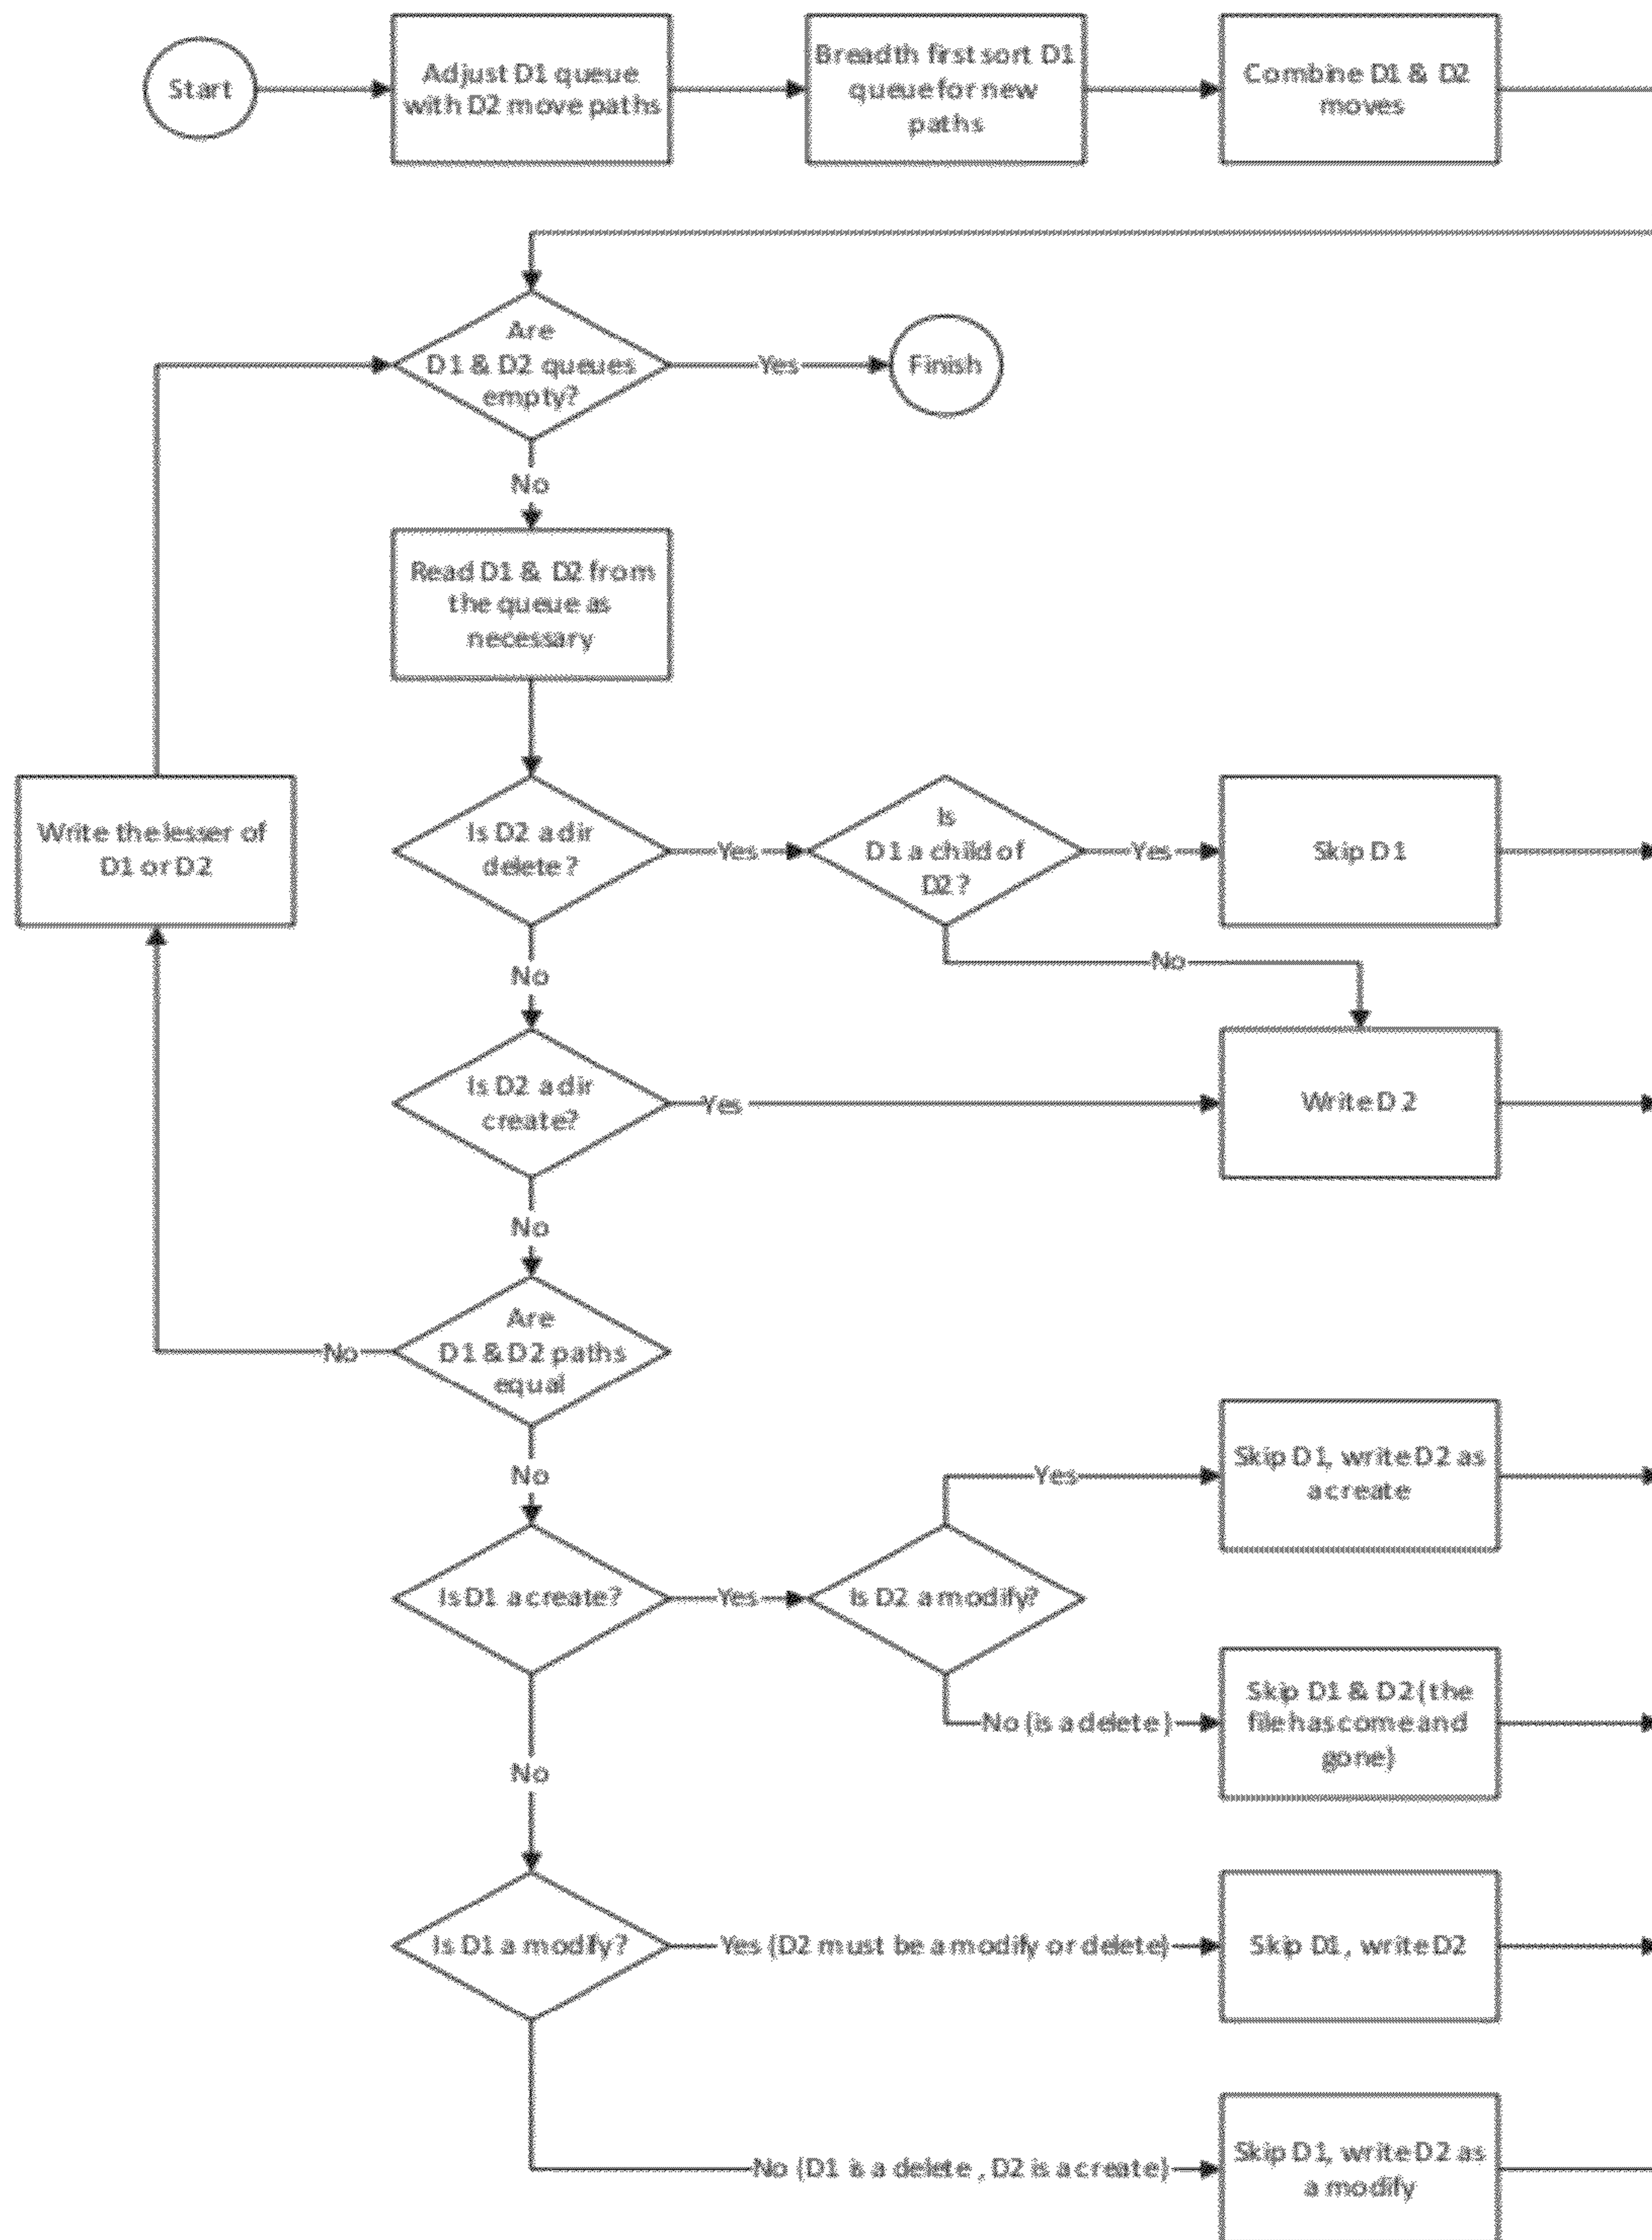 Start
Adjust D1 queue
with D2 move paths
Breadth first sort D1
queue for new
paths
Combine D1 & D2
moves
Are
D1 & D2 queues
empty?
Yes
Finish
No
Read D1 & D2 from
the queue as
necessary
Write the lesser of
D1 or D2
Is D2 a dir
delete?
Yes
Is
D1 a child of
D2?
Yes
Skip D1
No
No
Is D2 a dir
create?
Yes
Write D2
No
Are
D1 & D2 paths
equal
No
No
Skip D1, write D2 as
a create
Yes
Is D1 a create?
Yes
Is D2 a modify?
No (is a delete)
Skip D1 & D2 (the
file has come and
gone)
No
Is D1 a modify?
Yes (D2 must be a modify or delete)
Skip D1, write D2
No (D1 is a delete, D2 is a create)
Skip D1, write D2 as
a modify